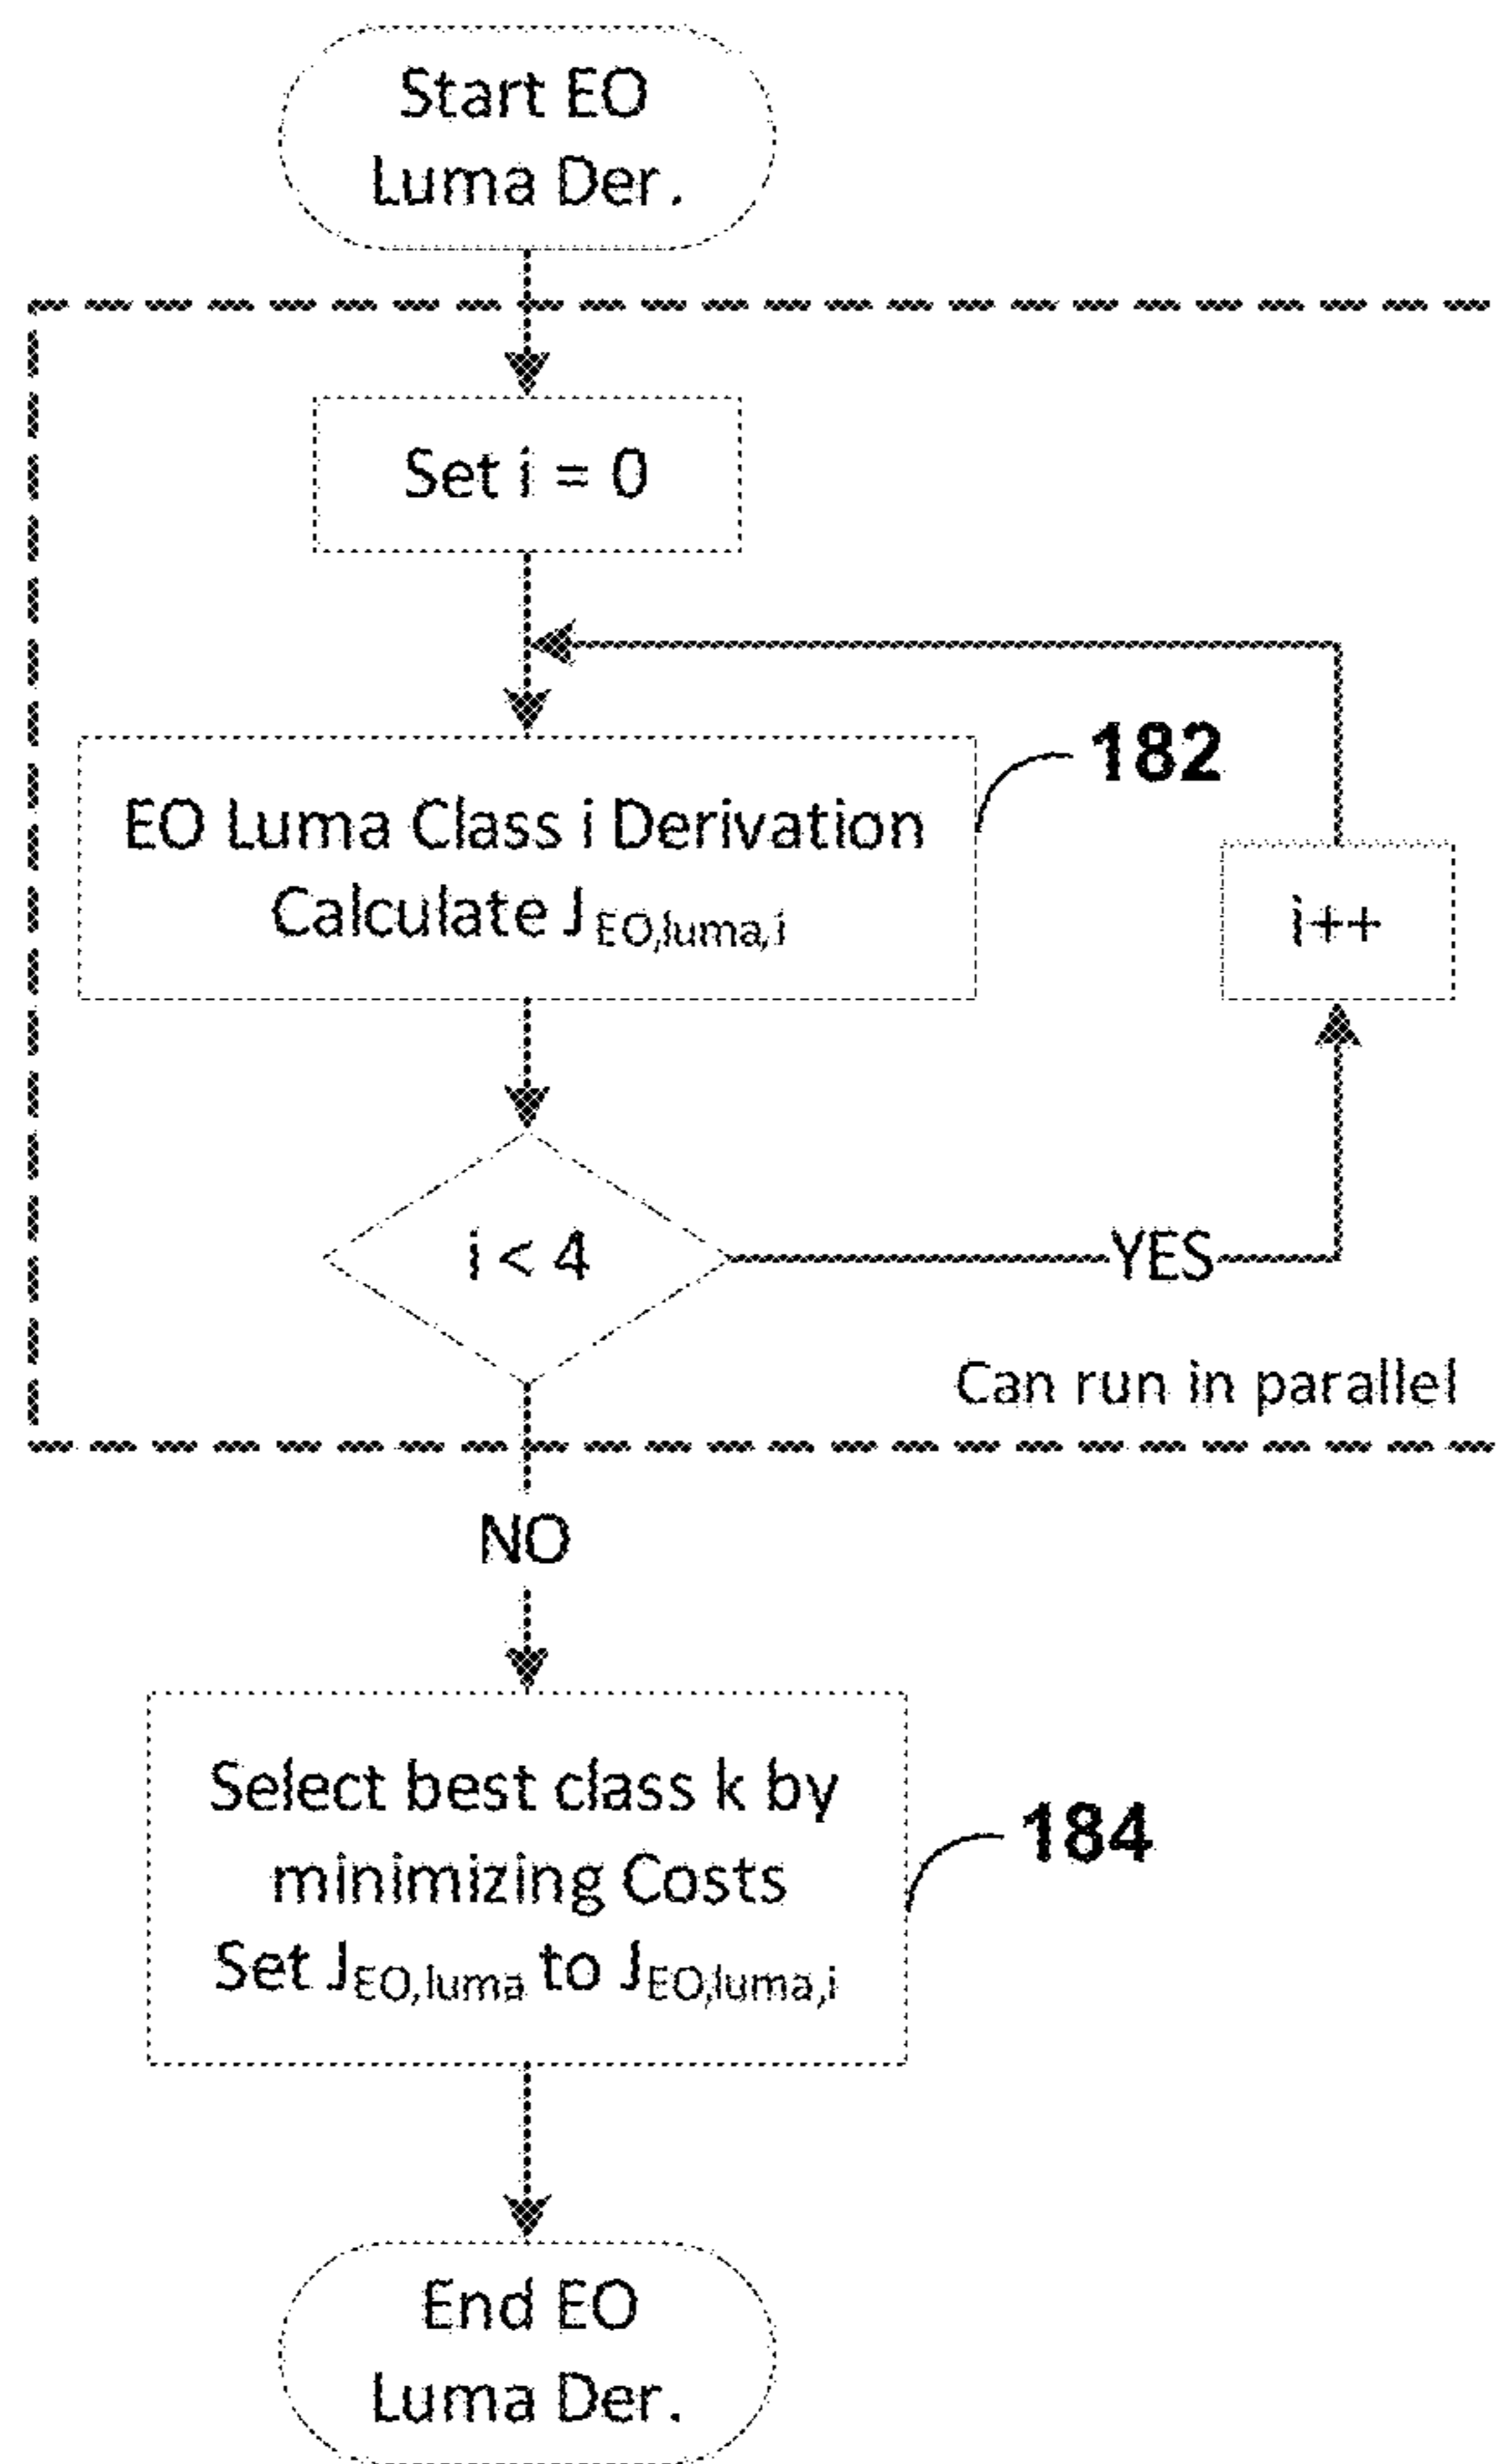 Start EO
Luma Der.
Set i = 0
182
EO Luma Class i Derivation
Calculate J EO,luma,i
i++
i < 4
YES
Can run in parallel
NO
Select best class k by
minimizing Costs
184
Set JEO,luma to JEO,luma,i
End EO
Luma Der.